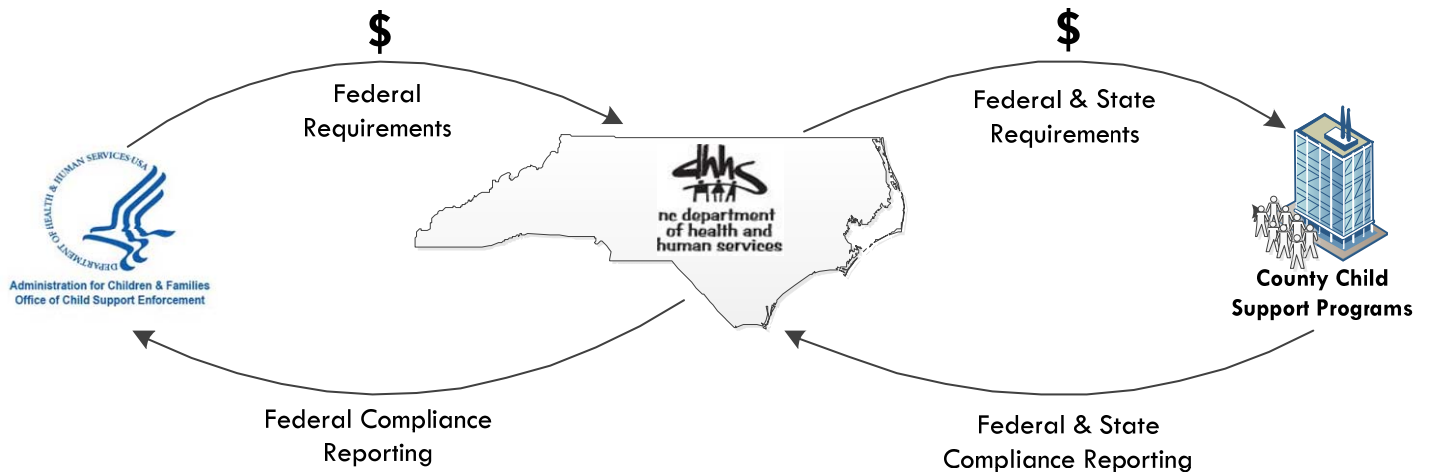 $
Federal
Requirements
$
Federal & State
Requirements
DEPARTMENT OF HEALTH & HUMAN SERVICES·USA
Administration for Children & Families
Office of Child Support Enforcement
dhhs
nc department
of health and
human services
County Child
Support Programs
Federal Compliance
Reporting
Federal & State
Compliance Reporting